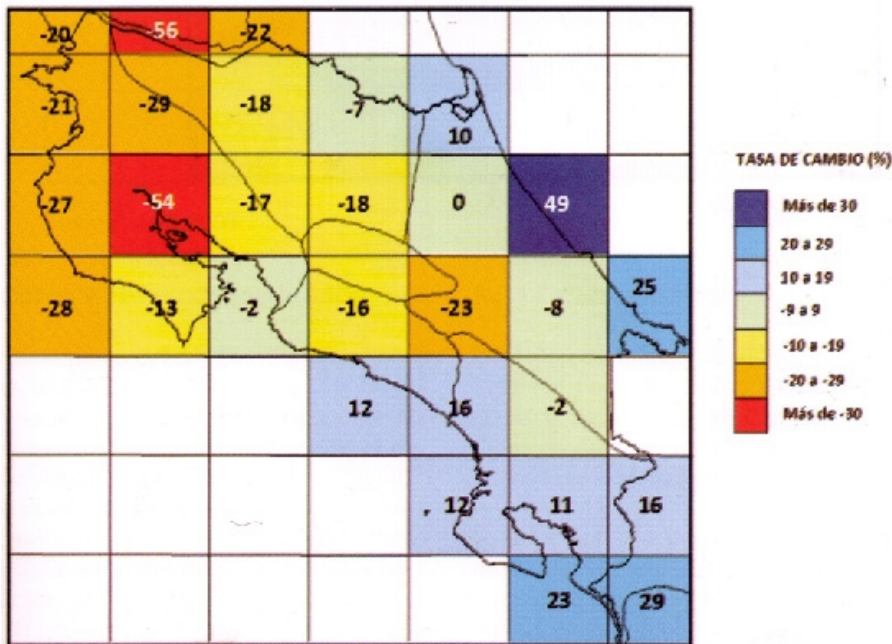 -20 -56 -22
-21 -29 -18 -7 10
-27 -54 -17 -18 0 49
-28 -13 -2 -16 -23 -8 25
12 16 -2
12 11 16
23 29
TASA DE CAMBIO (%)
Más de 30
20 a 29
10 a 19
-9 a 9
-10 a -19
-20 a -29
Más de -30